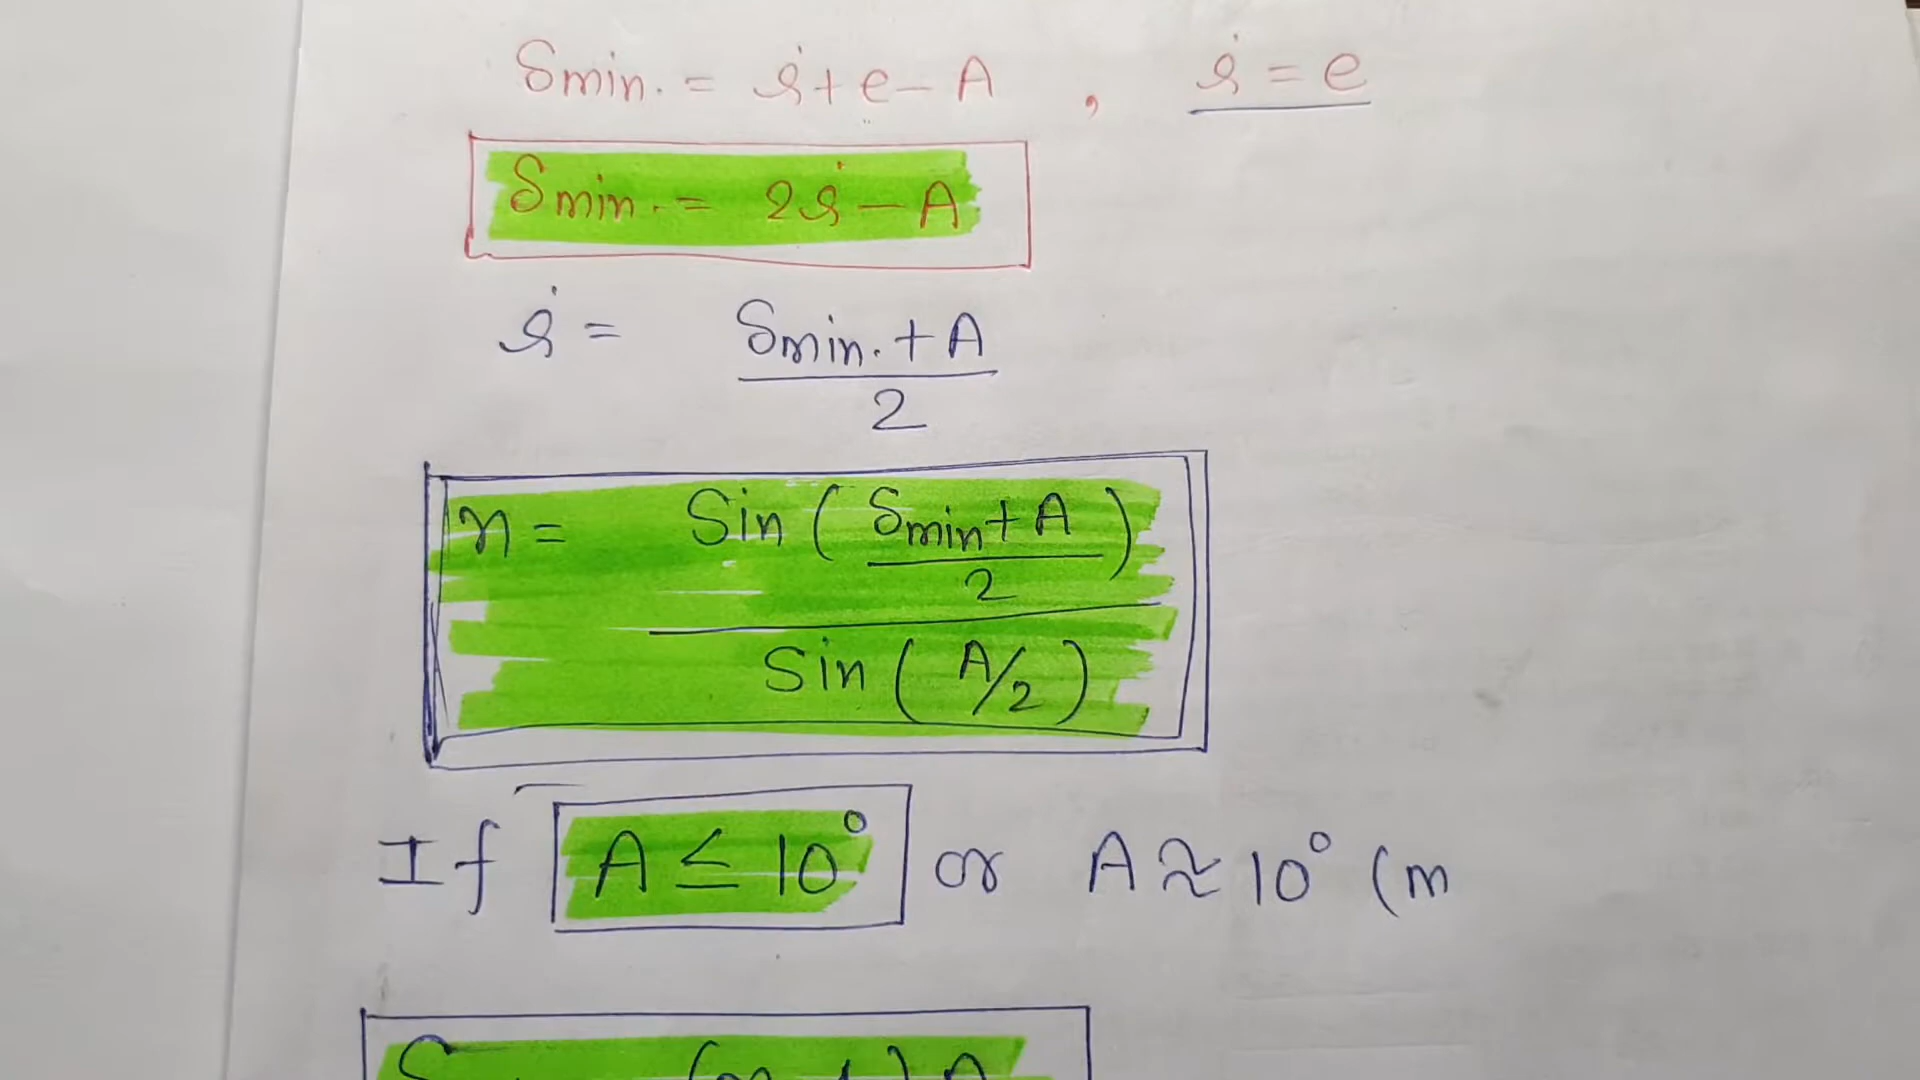 δmin. = i + e - A , i = e
δmin. = 2i - A
i = δmin. + A
2
n = Sin ( δmin + A / 2 )
Sin ( A/2 )
If A ≤ 10° or A ≈ 10° (m